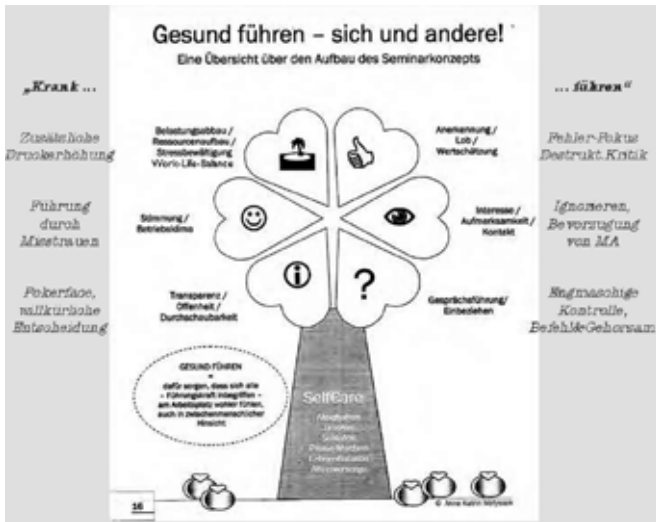 Gesund führen – sich und andere!
Eine Übersicht über den Aufbau des Seminarkonzepts
„Krank ...
Zusätzliche
Druckerhöhung
Führung
durch
Misstrauen
Pokerface,
willkürliche
Entscheidung
Belastungsabbau /
Ressourcenaufbau /
Stressbewältigung
Work-Life-Balance
Anerkennung /
Lob /
Wertschätzung
Stimmung /
Betriebsklima
Interesse /
Aufmerksamkeit /
Kontakt
i
?
Transparenz /
Offenheit /
Durchschaubarkeit
Gesprächsführung/
Einbeziehen
... führen“
Fehler-Fokus
Destrukt. Kritik
Ignorieren,
Bevorzugung
von MA
Engmaschige
Kontrolle,
Befehl&Gehorsam
GESUND FÜHREN
=
dafür sorgen, dass sich alle
– Führungskraft inbegriffen –
am Arbeitsplatz wohler fühlen,
auch in zwischenmenschlicher
Hinsicht
SelfCare
16
© Anne Katrin Matyssek